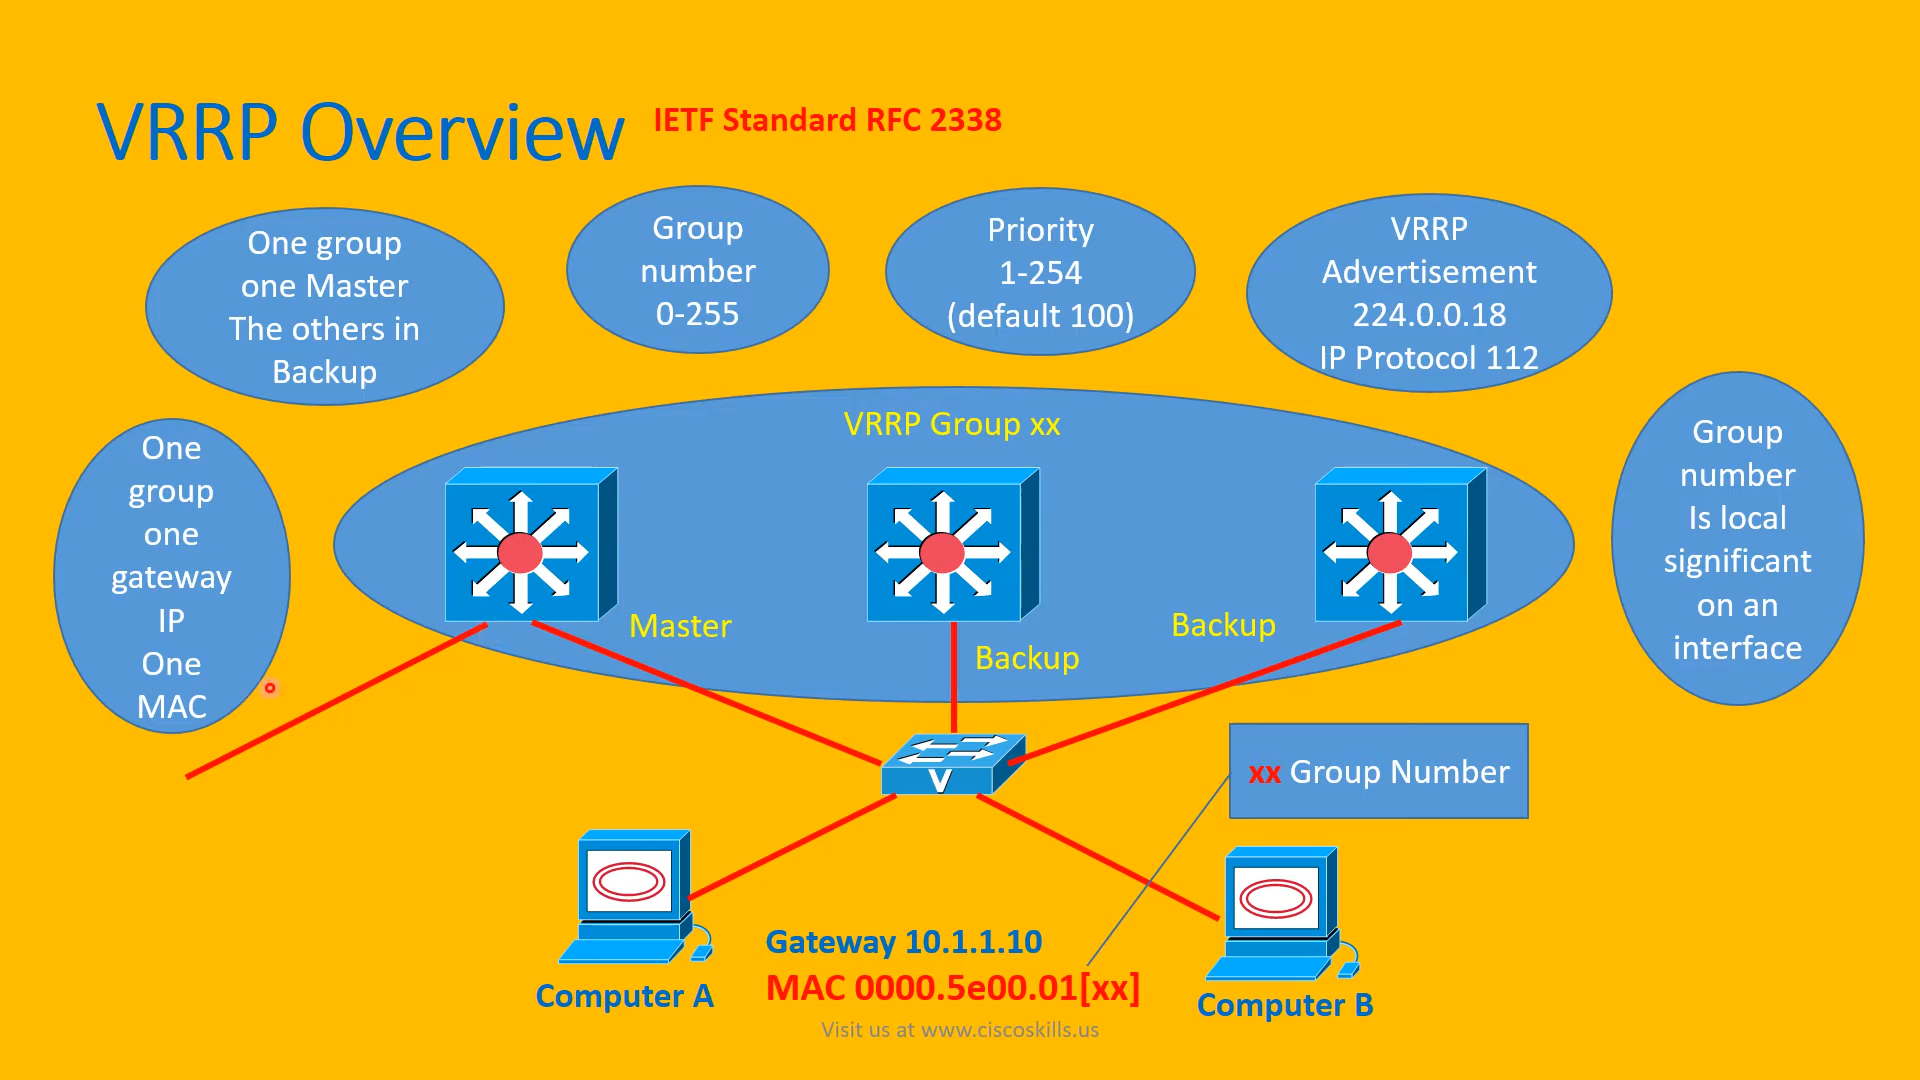 VRRP Overview
IETF Standard RFC 2338
One group
one Master
The others in
Backup
Group
number
0-255
Priority
1-254
(default 100)
VRRP
Advertisement
224.0.0.18
IP Protocol 112
One
group
one
gateway
IP
One
MAC
VRRP Group xx
Master
Backup
Backup
Group
number
Is local
significant
on an
interface
V
xx Group Number
Computer A
Gateway 10.1.1.10
MAC 0000.5e00.01[xx]
Computer B
Visit us at www.ciscoskills.us